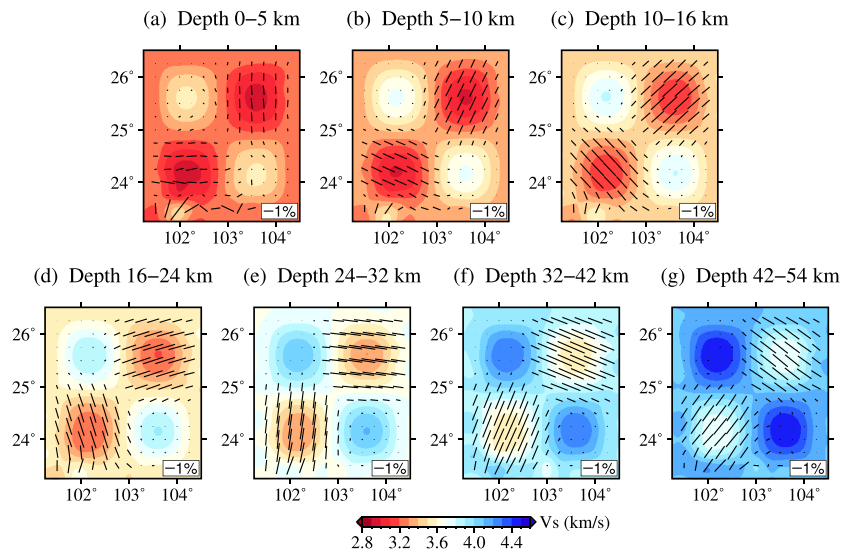 (a) Depth 0−5 km (b) Depth 5−10 km (c) Depth 10−16 km
26˚ 26˚ 26˚
25˚ 25˚ 25˚
24˚ 24˚ 24˚
−1% −1% −1%
102˚ 103˚ 104˚ 102˚ 103˚ 104˚ 102˚ 103˚ 104˚
(d) Depth 16−24 km (e) Depth 24−32 km (f) Depth 32−42 km (g) Depth 42−54 km
26˚ 26˚ 26˚ 26˚
25˚ 25˚ 25˚ 25˚
24˚ 24˚ 24˚ 24˚
−1% −1% −1% −1%
102˚ 103˚ 104˚ 102˚ 103˚ 104˚ 102˚ 103˚ 104˚ 102˚ 103˚ 104˚
Vs (km/s)
2.8 3.2 3.6 4.0 4.4